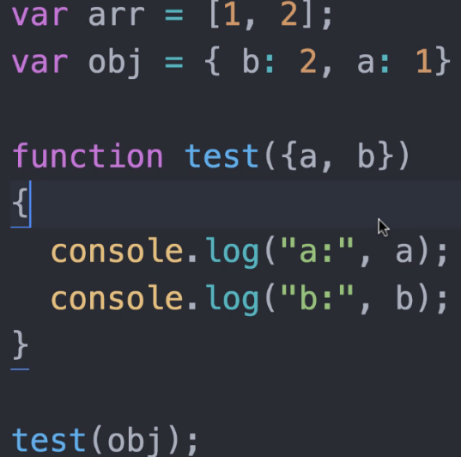 var arr = [1, 2];
var obj = { b: 2, a: 1}
function test({a, b})
{
console.log("a:", a);
console.log("b:", b);
}
test(obj);